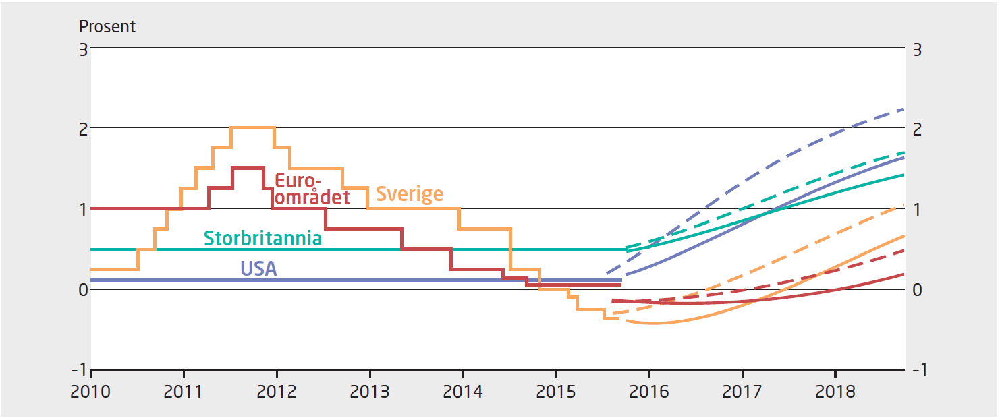 Prosent
3 3
2 2
Euro-
området
Sverige
1 1
Storbritannia
USA
0 0
-1 -1
2010 2011 2012 2013 2014 2015 2016 2017 2018